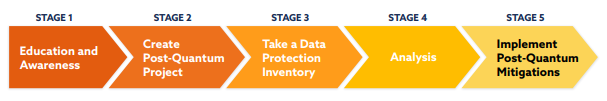 STAGE 1
Education and
Awareness
STAGE 2
Create
Post-Quantum
Project
STAGE 3
Take a Data
Protection
Inventory
STAGE 4
Analysis
STAGE 5
Implement
Post-Quantum
Mitigations